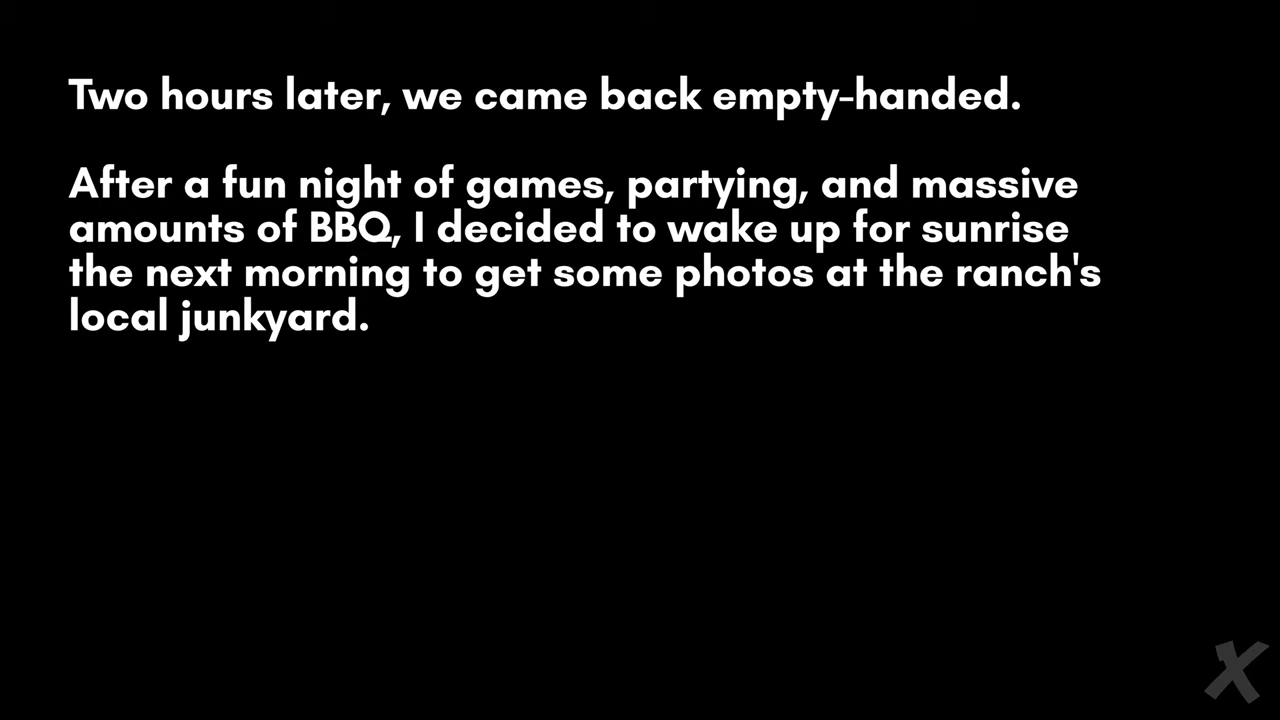 Two hours later, we came back empty-handed.
After a fun night of games, partying, and massive
amounts of BBQ, I decided to wake up for sunrise
the next morning to get some photos at the ranch's
local junkyard.
X